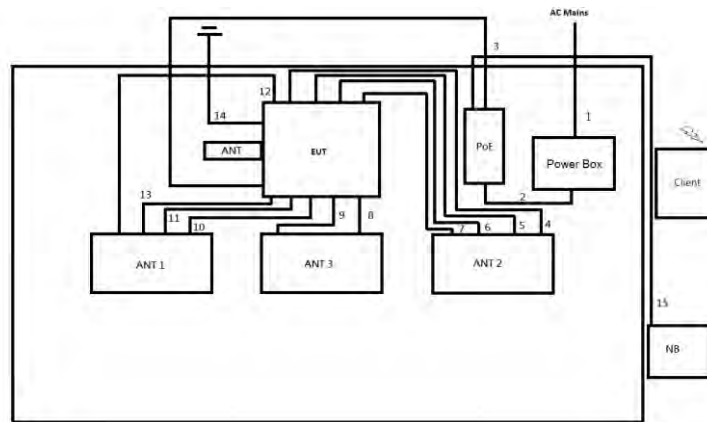 AC Mains
3
12
14
1
EUT
ANT
PoE
Power Box
Client
2
13
11
10
9
8
7
6
5
4
ANT 1
ANT 3
ANT 2
15
NB